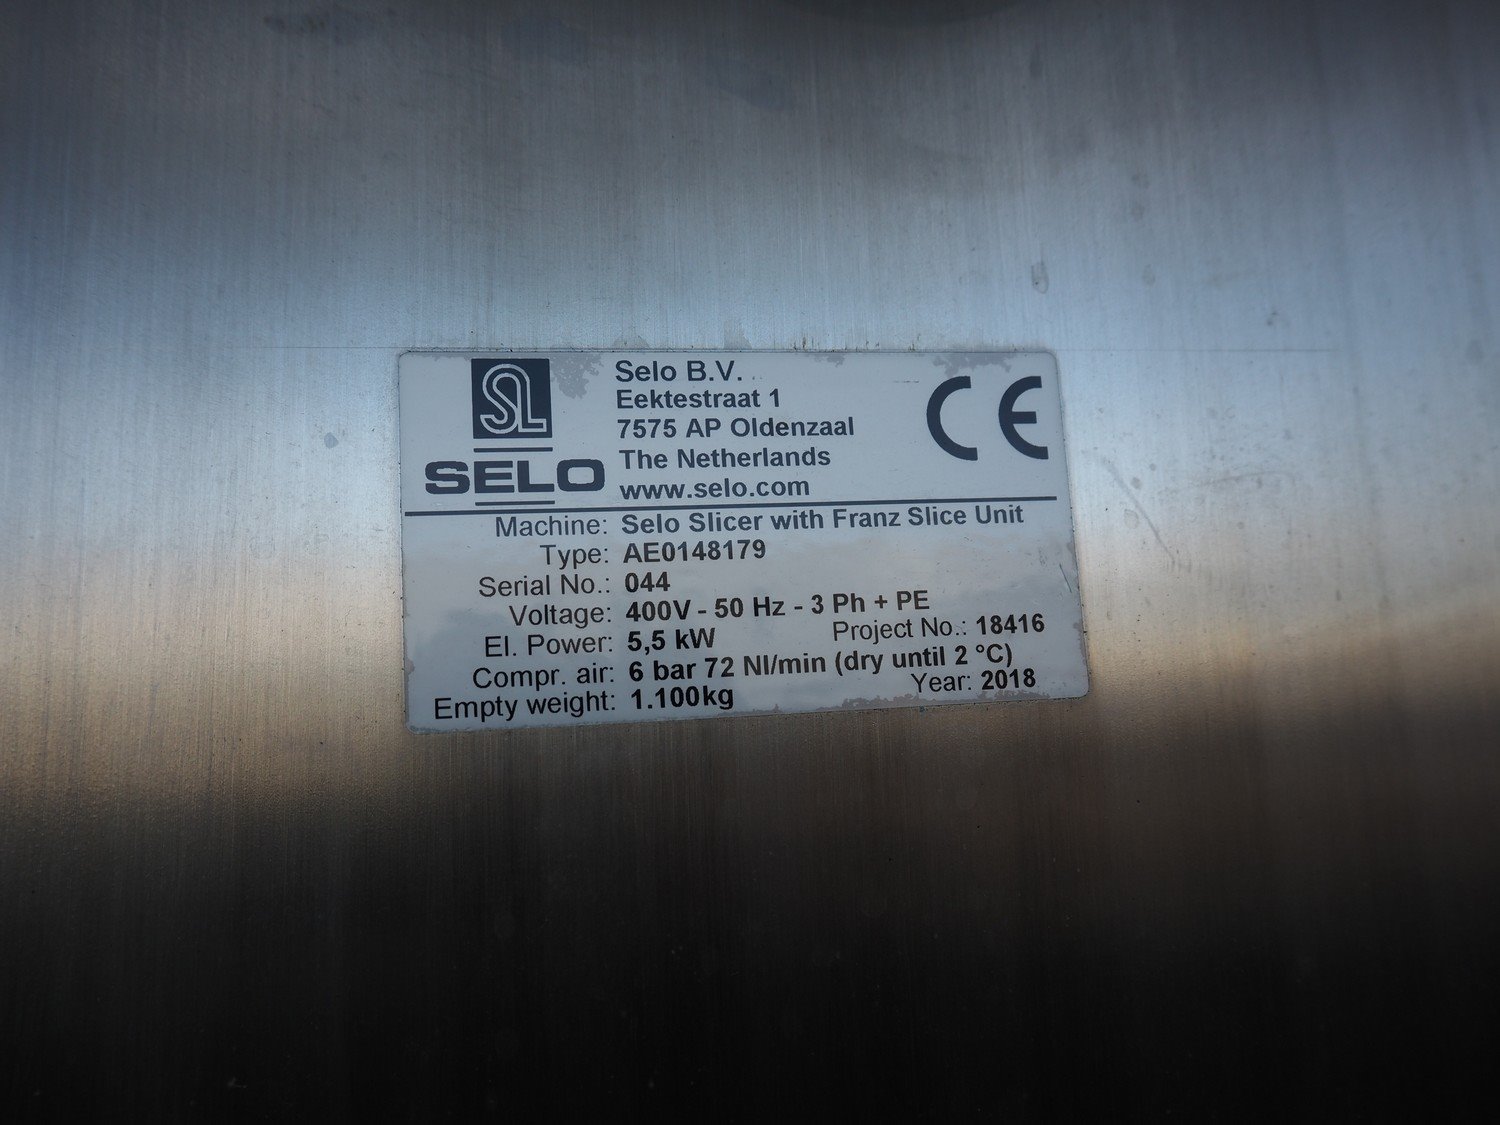 SL
SELO
Selo B.V.
Eektestraat 1
7575 AP Oldenzaal
The Netherlands
www.selo.com
CE
Machine: Selo Slicer with Franz Slice Unit
Type: AE0148179
Serial No.: 044
Voltage: 400V - 50 Hz - 3 Ph + PE
El. Power: 5,5 kW Project No.: 18416
Compr. air: 6 bar 72 Nl/min (dry until 2 °C)
Empty weight: 1.100kg Year: 2018